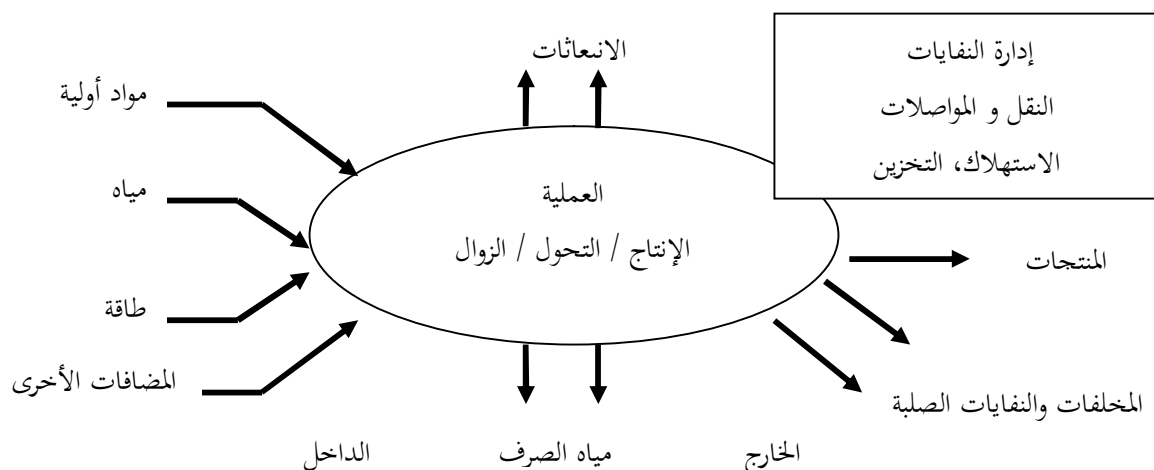 إدارة النفايات
النقل و المواصلات
الاستهلاك، التخزين
الانبعاثات
مواد أولية
مياه
طاقة
المضافات الأخرى
العملية
الإنتاج / التحول / الزوال
المنتجات
المخلفات والنفايات الصلبة
الخارج
مياه الصرف
الداخل